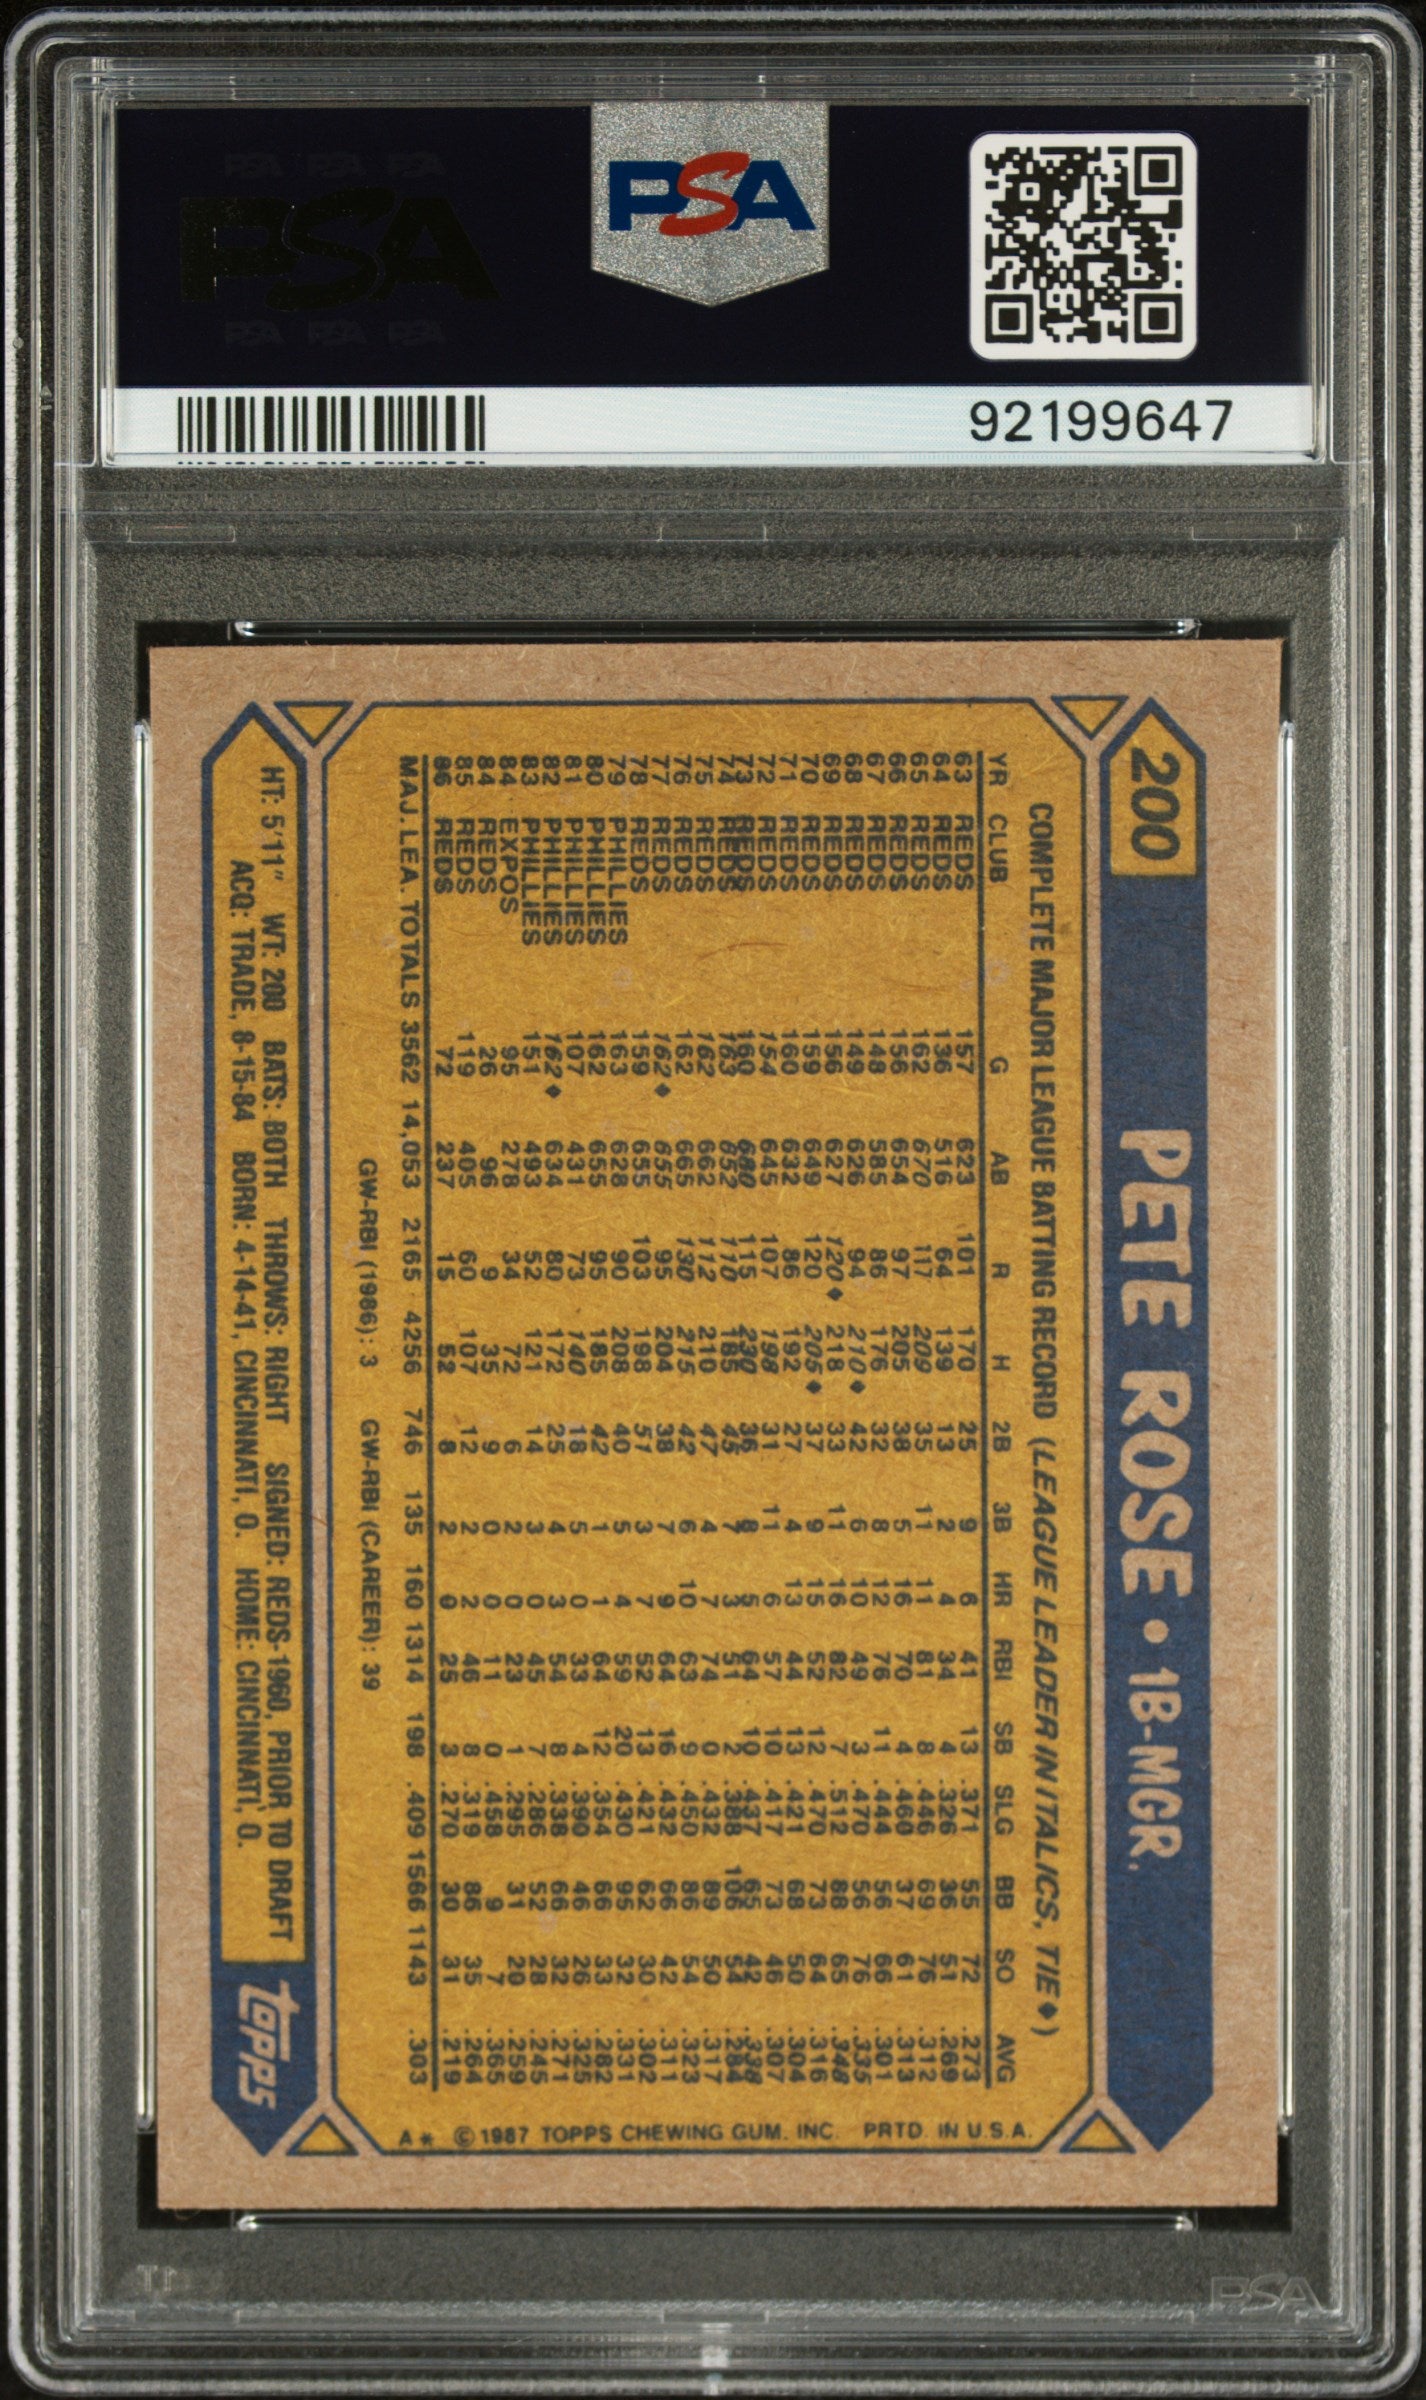 PSA PSA PSA
PSA
PSA PSA PSA
PSA
92199647
200
PETE ROSE • 1B-MGR.
COMPLETE MAJOR LEAGUE BATTING RECORD (LEAGUE LEADER IN ITALICS, TIE♦)
YR CLUB G AB R H 2B 3B HR RBI SB SLG BB SO AVG
63 REDS 157 623 101 170 25 9 6 41 13 .371 55 72 .273
64 REDS 136 516 64 139 13 2 4 34 4 .326 36 51 .269
65 REDS 162 670 117 209 35 11 11 81 8 .446 69 76 .312
66 REDS 156 654 97 205 38 5 16 70 4 .460 37 61 .313
67 REDS 148 585 86 176 32 8 12 76 11 .444 56 66 .301
68 REDS 149 626 94 210♦ 42 6 10 49 3 .470 56 76 .335
69 REDS 156 627 120♦ 218 33 11 16 82 7 .512 88 65 .348
70 REDS 159 649 120 205♦ 37 9 15 52 12 .470 73 64 .316
71 REDS 160 632 86 192 27 4 13 44 13 .421 68 50 .304
72 REDS 154 645 107 198 31 11 6 57 10 .417 73 46 .307
73 REDS 160 680 115 230 36 8 5 64 10 .437 65 42 .338
74 REDS 163 652 110 185 45 7 3 51 2 .388 106 54 .284
75 REDS 162 662 112 210 47 4 7 74 0 .432 89 50 .317
76 REDS 162 665 130 215 42 6 10 63 9 .450 86 54 .323
77 REDS 162♦ 655 95 204 38 7 9 64 16 .432 66 42 .311
78 REDS 159 655 103 198 51 3 7 52 13 .421 62 30 .302
79 PHILLIES 163 628 90 208 40 5 4 59 20 .430 95 32 .331
80 PHILLIES 162 655 95 185 42 1 1 64 12 .354 66 33 .282
81 PHILLIES 107 431 73 140 18 5 0 33 4 .390 46 26 .325
82 PHILLIES 162♦ 634 80 172 25 4 3 54 8 .338 66 32 .271
83 PHILLIES 151 493 52 121 14 3 0 45 7 .286 52 28 .245
84 EXPOS 95 278 34 72 6 2 0 23 1 .295 31 20 .259
84 REDS 26 96 9 35 9 0 0 11 0 .458 9 7 .365
85 REDS 119 405 60 107 12 2 2 46 8 .319 86 35 .264
86 REDS 72 237 15 52 8 2 0 25 3 .270 30 31 .219
MAJ. LEA. TOTALS 3562 14,053 2165 4256 746 135 160 1314 198 .409 1566 1143 .303
GW-RBI (1986): 3 GW-RBI (CAREER): 39
A* © 1987 TOPPS CHEWING GUM. INC. PRTD. IN U.S.A.
HT: 5'11" WT: 200 BATS: BOTH THROWS: RIGHT SIGNED: REDS-1960, PRIOR TO DRAFT
ACQ: TRADE, 8-15-84 BORN: 4-14-41, CINCINNATI, O. HOME: CINCINNATI, O.
topps
PSA